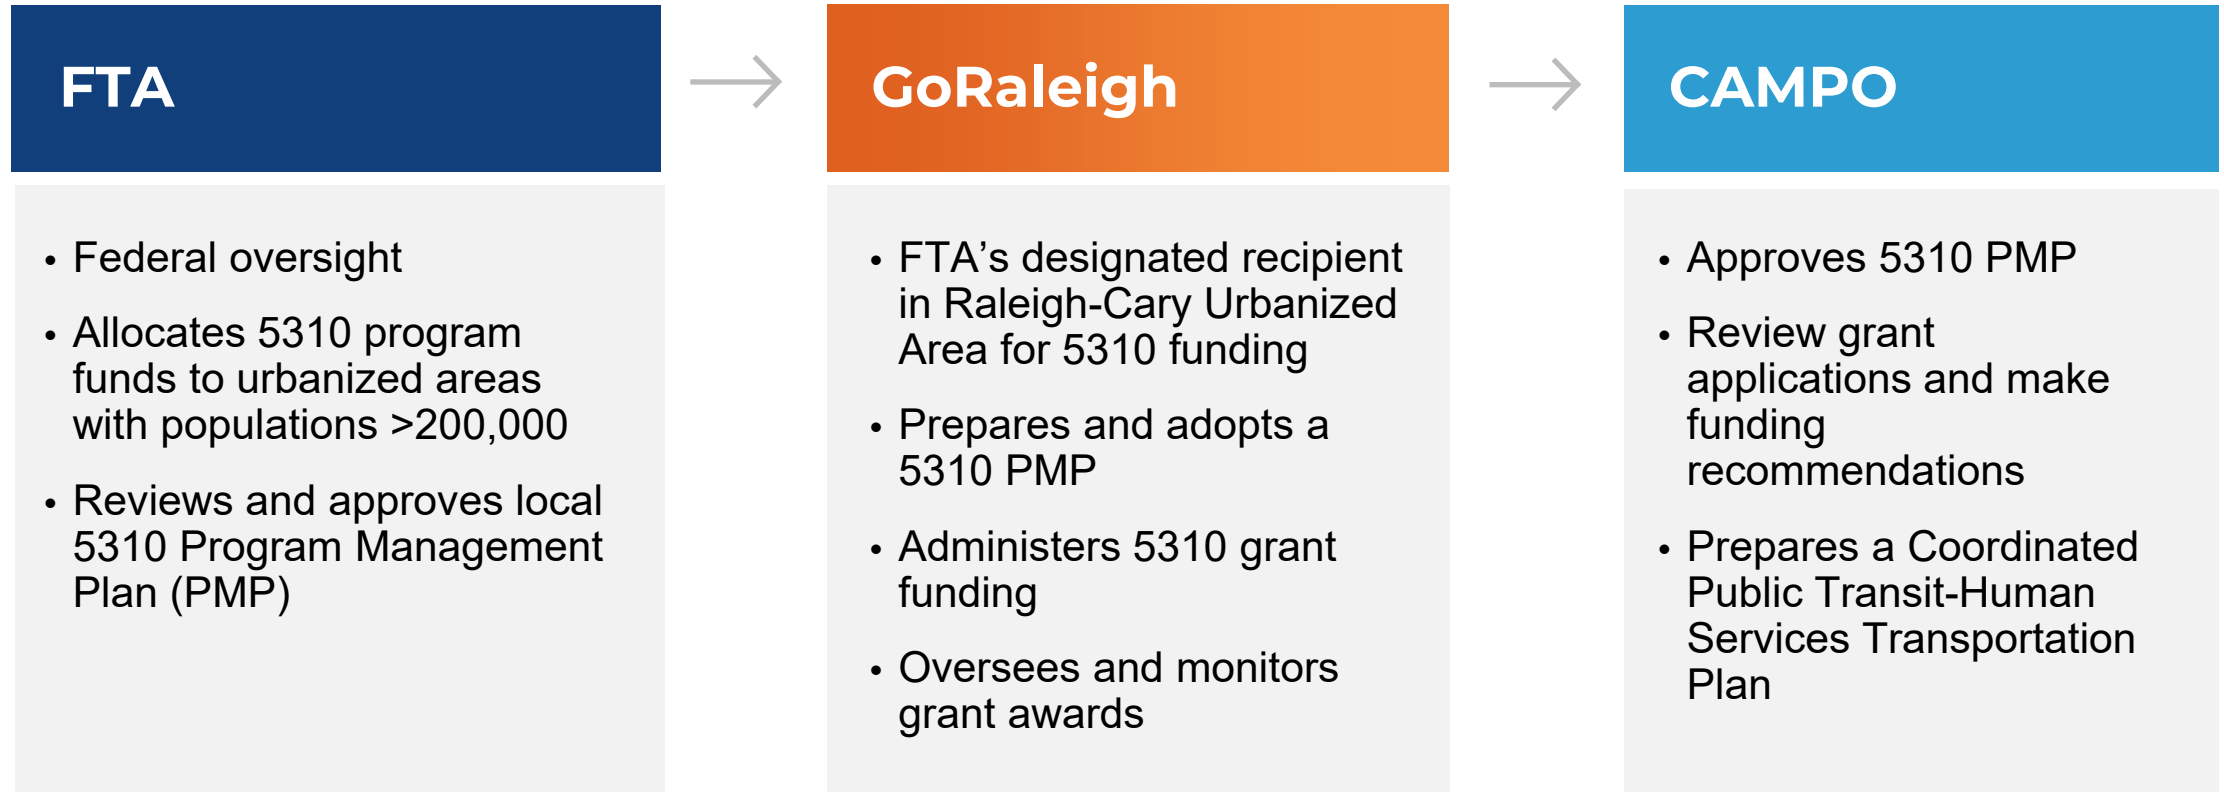 FTA
• Federal oversight
• Allocates 5310 program
funds to urbanized areas
with populations >200,000
• Reviews and approves local
5310 Program Management
Plan (PMP)
GoRaleigh
• FTA’s designated recipient
in Raleigh-Cary Urbanized
Area for 5310 funding
• Prepares and adopts a
5310 PMP
• Administers 5310 grant
funding
• Oversees and monitors
grant awards
CAMPO
• Approves 5310 PMP
• Review grant
applications and make
funding
recommendations
• Prepares a Coordinated
Public Transit-Human
Services Transportation
Plan